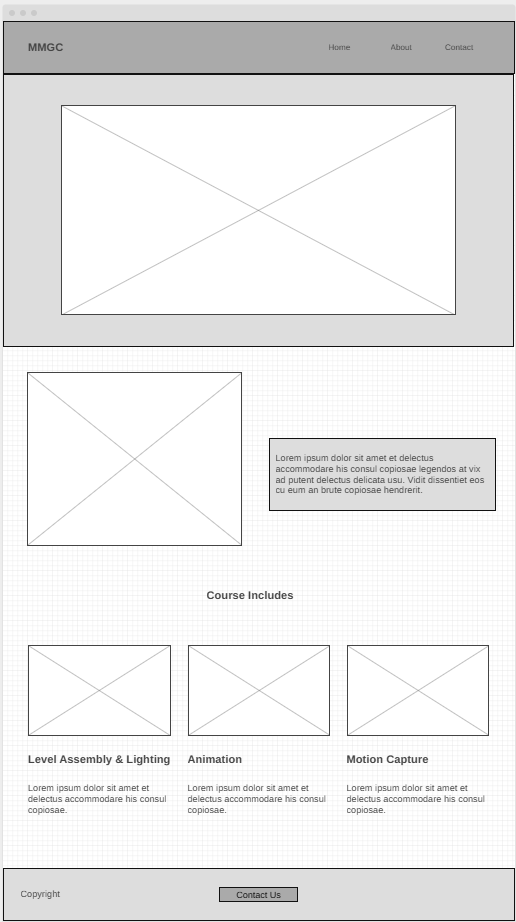 MMGC
Home About Contact
Lorem ipsum dolor sit amet et delectus
accommodare his consul copiosae legendos at vix
ad putent delectus delicata usu. Vidit dissentiet eos
cu eum an brute copiosae hendrerit.
Course Includes
Level Assembly & Lighting
Lorem ipsum dolor sit amet et
delectus accommodare his consul
copiosae.
Animation
Lorem ipsum dolor sit amet et
delectus accommodare his consul
copiosae.
Motion Capture
Lorem ipsum dolor sit amet et
delectus accommodare his consul
copiosae.
Copyright
Contact Us